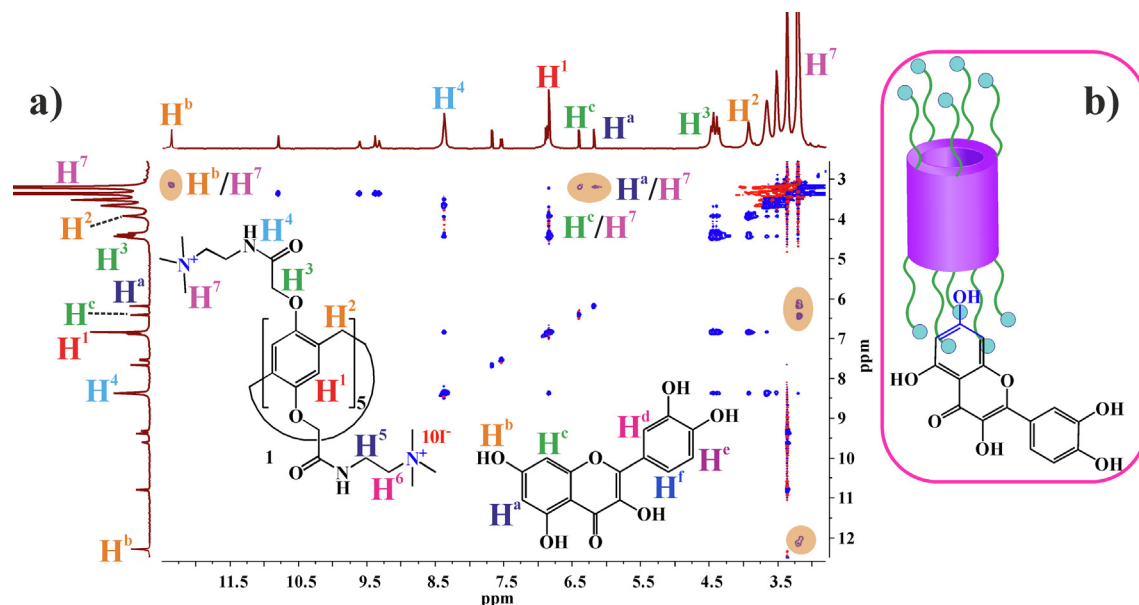 a)
H^b
H^4
H^1
H^c
H^a
H^3
H^2
H^7
b)
H^7
H^b/H^7
H^a/H^7
H^c/H^7
H^2
H^3
H^a
H^c
H^1
H^4
H^b
H^4
H
N
O
N+
H^7
H^3
O
H^2
H^1
5
O
1
O
N
H
H^5
H^6
10I-
N+
OH
OH
H^b
H^c
H^d
H^e
HO
O
H^a
H^f
OH
OH
O
3
4
5
6
7
8
9
10
11
12
ppm
11.5
10.5
9.5
8.5
7.5
6.5
5.5
4.5
3.5
ppm
OH
OH
O
O
OH
OH
OH